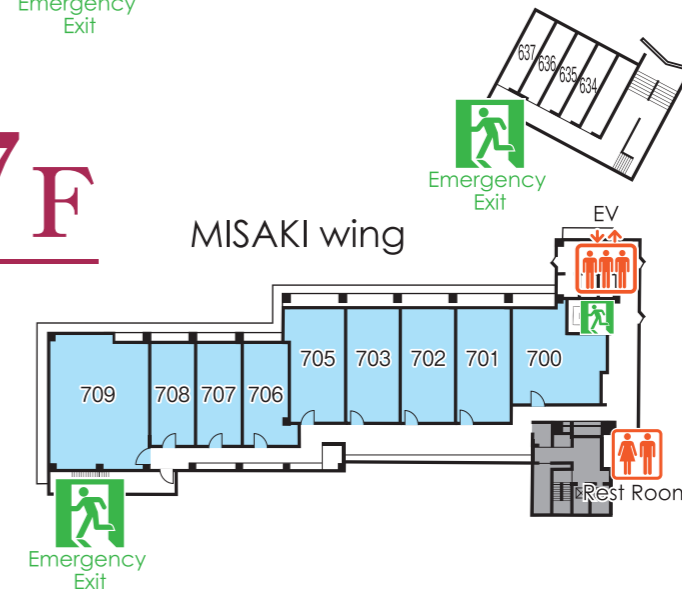 Emergency
Exit
637
636
635
634
Emergency
Exit
7F
MISAKI wing
EV
709
708
707
706
705
703
702
701
700
Rest Room
Emergency
Exit